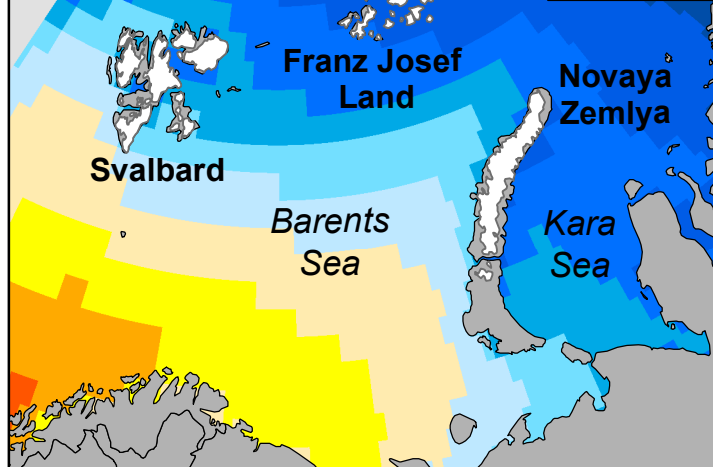 Franz Josef
Land
Novaya
Zemlya
Svalbard
Barents
Sea
Kara
Sea